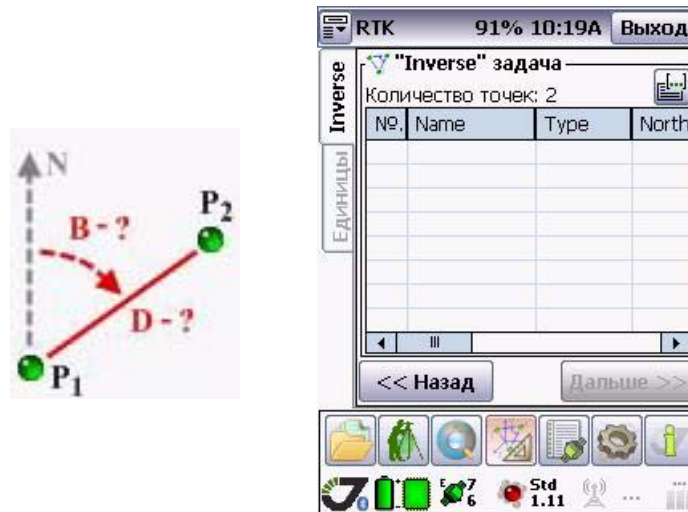 N
B - ?
P2
D - ?
P1
RTK 91% 10:19A Выход
Inverse
Единицы
"Inverse" задача
Количество точек: 2
№. Name Type North
<< Назад Дальше >>
7
6
Std
1.11
0
...